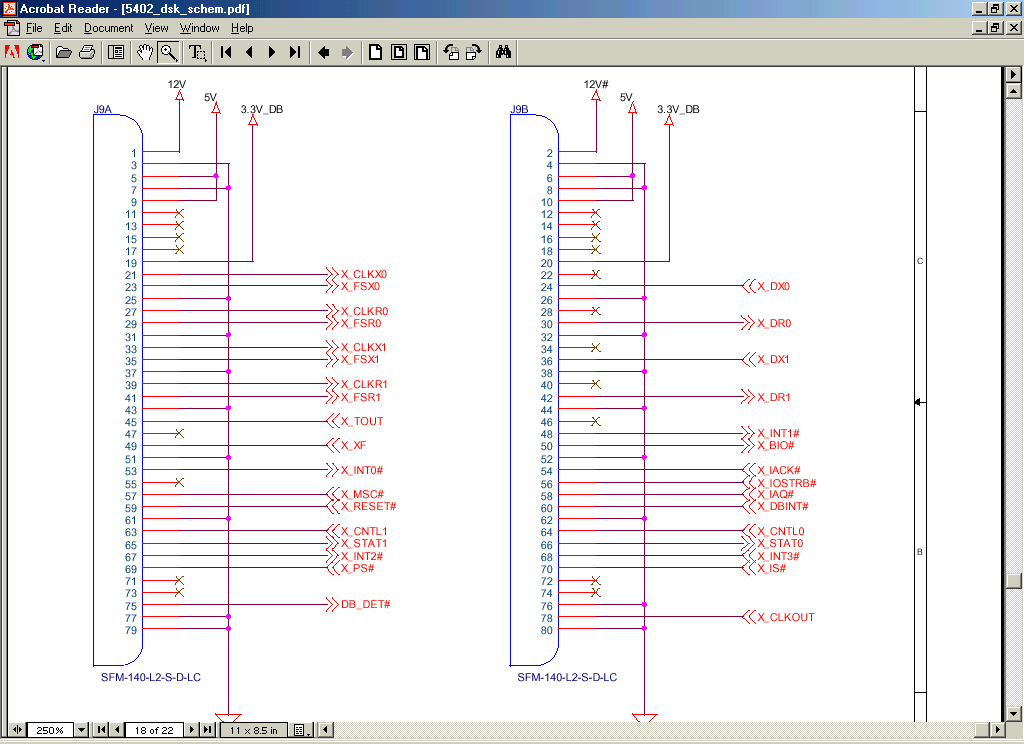 Acrobat Reader - [5402_dsk_schem.pdf]
File Edit Document View Window Help
12V
5V
J9A
3.3V_DB
1
3
5
7
9
11
13
15
17
19
21 X_CLKX0
23 X_FSX0
25
27 X_CLKR0
29 X_FSR0
31
33 X_CLKX1
35 X_FSX1
37
39 X_CLKR1
41 X_FSR1
43
45 X_TOUT
47
49 X_XF
51
53 X_INT0#
55
57 X_MSC#
59 X_RESET#
61
63 X_CNTL1
65 X_STAT1
67 X_INT2#
69 X_PS#
71
73
75 DB_DET#
77
79
SFM-140-L2-S-D-LC
12V#
5V
J9B
3.3V_DB
2
4
6
8
10
12
14
16
18
20
22
24 X_DX0
26
28
30 X_DR0
32
34
36 X_DX1
38
40
42 X_DR1
44
46
48 X_INT1#
50 X_BIO#
52
54 X_IACK#
56 X_IOSTRB#
58 X_IAQ#
60 X_DBINT#
62
64 X_CNTL0
66 X_STAT0
68 X_INT3#
70 X_IS#
72
74
76
78 X_CLKOUT
80
SFM-140-L2-S-D-LC
C
B
250% 18 of 22 11 x 8.5 in